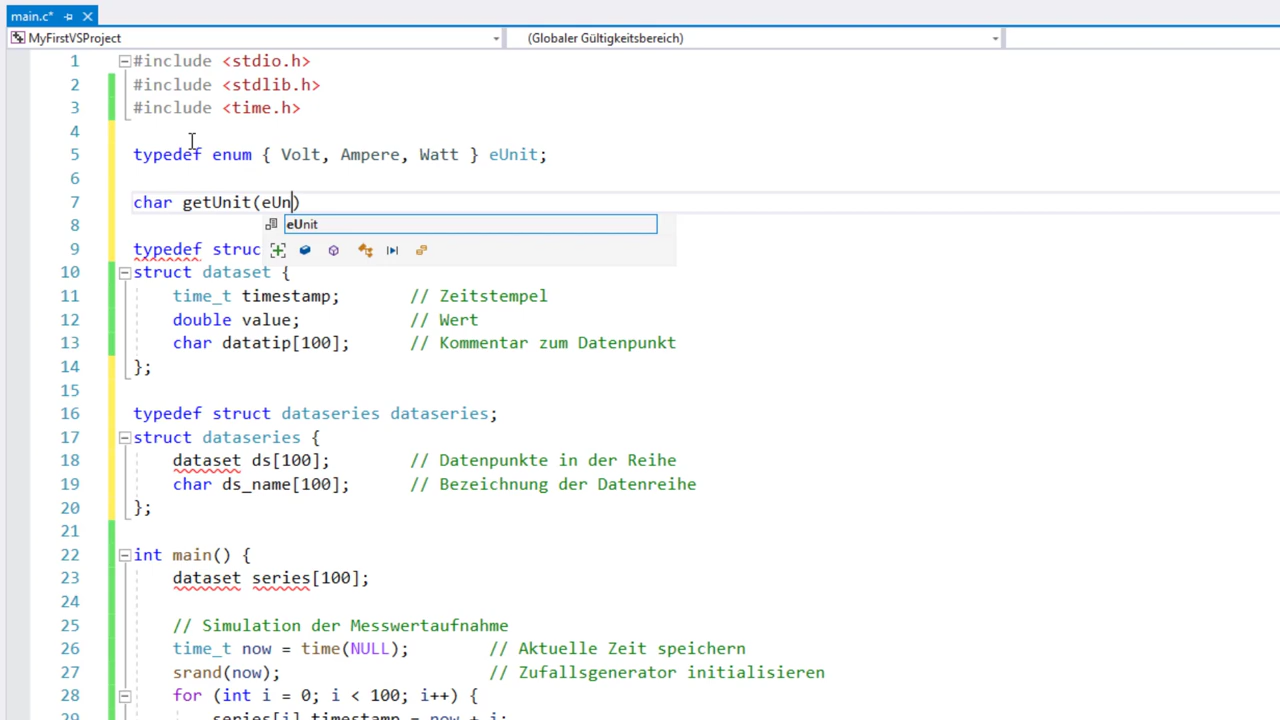 main.c*
MyFirstVSProject (Globaler Gültigkeitsbereich)
1 #include <stdio.h>
2 #include <stdlib.h>
3 #include <time.h>
4
5 typedef enum { Volt, Ampere, Watt } eUnit;
6
7 char getUnit(eUn)
eUnit
8
9 typedef struc
10 struct dataset {
11 time_t timestamp; // Zeitstempel
12 double value; // Wert
13 char datatip[100]; // Kommentar zum Datenpunkt
14 };
15
16 typedef struct dataseries dataseries;
17 struct dataseries {
18 dataset ds[100]; // Datenpunkte in der Reihe
19 char ds_name[100]; // Bezeichnung der Datenreihe
20 };
21
22 int main() {
23 dataset series[100];
24
25 // Simulation der Messwertaufnahme
26 time_t now = time(NULL); // Aktuelle Zeit speichern
27 srand(now); // Zufallsgenerator initialisieren
28 for (int i = 0; i < 100; i++) {
29 series[i].timestamp = now + i;